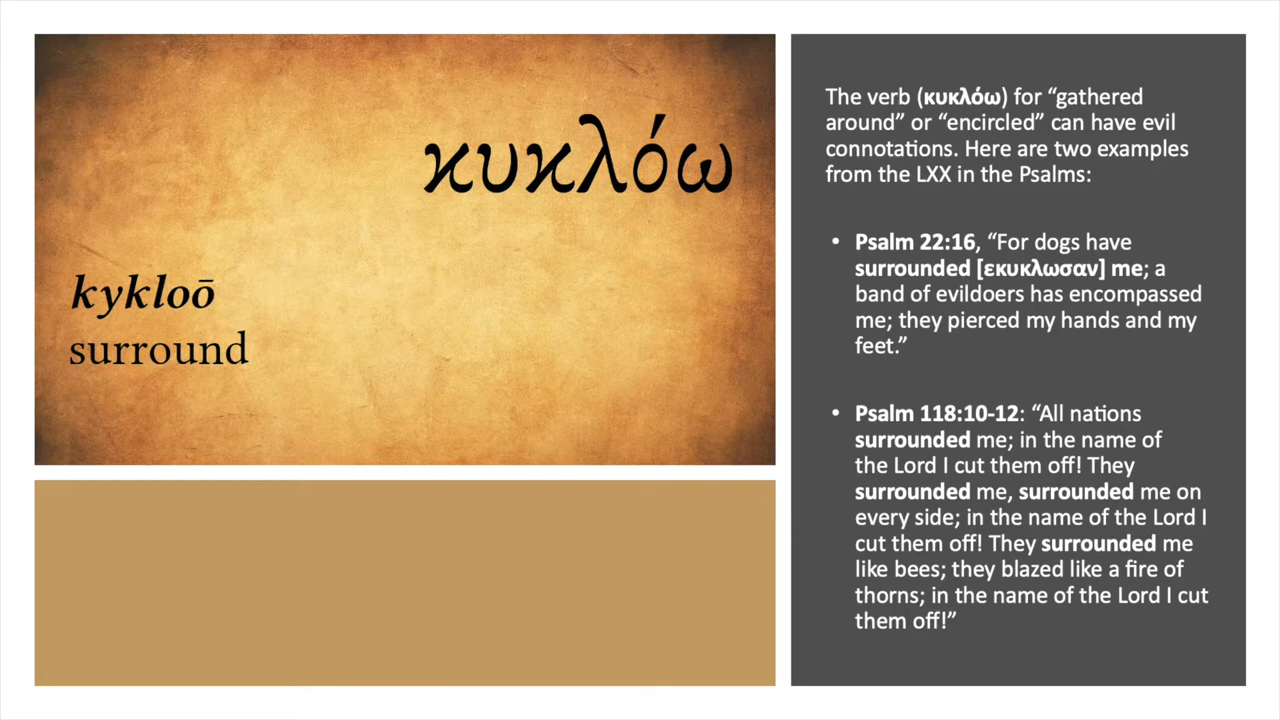 κυκλόω
kykloō
surround
The verb (κυκλόω) for “gathered
around” or “encircled” can have evil
connotations. Here are two examples
from the LXX in the Psalms:
• Psalm 22:16, “For dogs have
surrounded [εκυκλωσαν] me; a
band of evildoers has encompassed
me; they pierced my hands and my
feet.”
• Psalm 118:10-12: “All nations
surrounded me; in the name of
the Lord I cut them off! They
surrounded me, surrounded me on
every side; in the name of the Lord I
cut them off! They surrounded me
like bees; they blazed like a fire of
thorns; in the name of the Lord I cut
them off!”